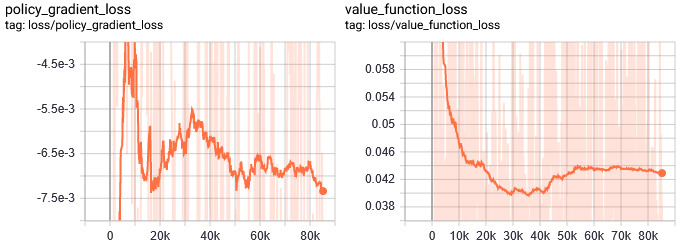 policy_gradient_loss
tag: loss/policy_gradient_loss
-4.5e-3
-5.5e-3
-6.5e-3
-7.5e-3
0 20k 40k 60k 80k
value_function_loss
tag: loss/value_function_loss
0.058
0.054
0.05
0.046
0.042
0.038
0 10k 20k 30k 40k 50k 60k 70k 80k